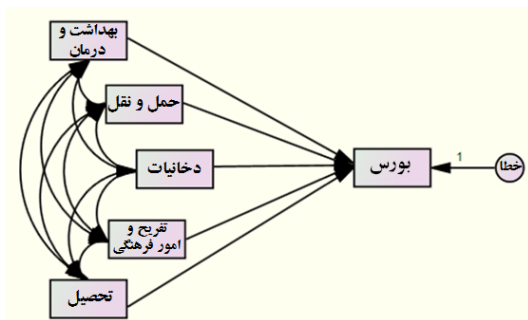 بهداشت و
درمان
حمل و نقل
دخانیات
بورس
1
خطا
تفریح و
امور فرهنگی
تحصیل